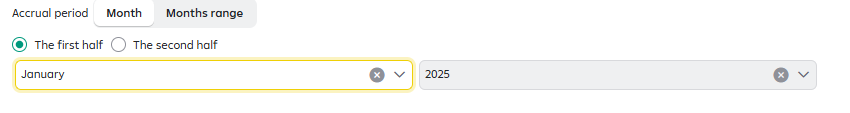 Accrual period Month Months range
The first half The second half
January 2025